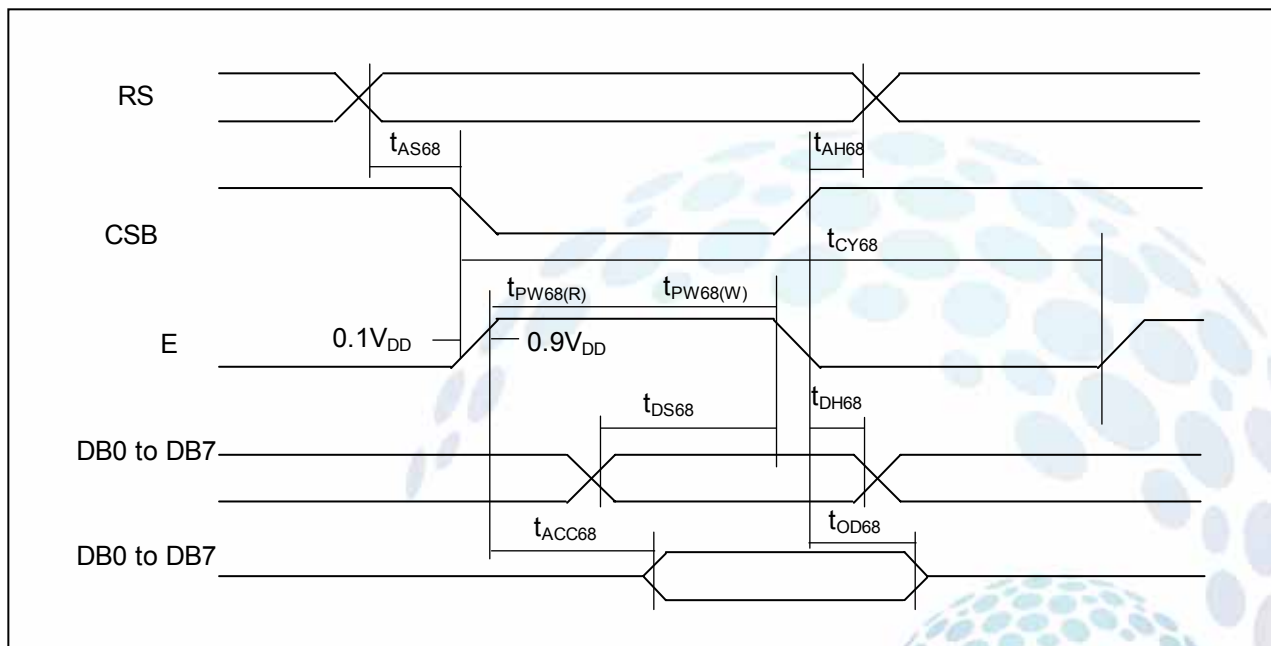 RS
tAS68
tAH68
CSB
tCY68
tPW68(R) tPW68(W)
E
0.1VDD
0.9VDD
tDS68
tDH68
DB0 to DB7
tACC68
tOD68
DB0 to DB7